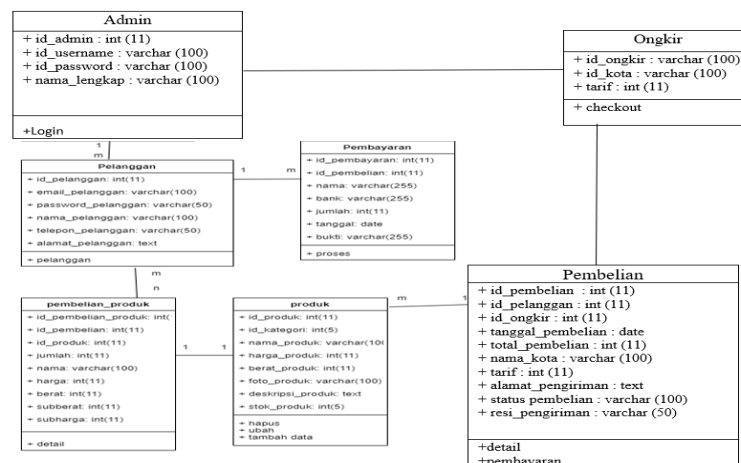 Admin
+ id_admin : int (11)
+ id_username : varchar (100)
+ id_password : varchar (100)
+ nama_lengkap : varchar (100)
+Login
Ongkir
+ id_ongkir : varchar (100)
+ id_kota : varchar (100)
+ tarif : int (11)
+ checkout
1
m
Pelanggan
+ id_pelanggan: int(11)
+ email_pelanggan: varchar(100)
+ password_pelanggan: varchar(50)
+ nama_pelanggan: varchar(100)
+ telepon_pelanggan: varchar(50)
+ alamat_pelanggan: text
+ pelanggan
1
m
Pembayaran
+ id_pembayaran: int(11)
+ id_pembelian: int(11)
+ nama: varchar(255)
+ bank: varchar(255)
+ jumlah: int(11)
+ tanggal: date
+ bukti: varchar(255)
+ proses
m
n
pembelian_produk
+ id_pembelian_produk: int(
+ id_pembelian: int(11)
+ id_produk: int(11)
+ jumlah: int(11)
+ nama: varchar(100)
+ harga: int(11)
+ berat: int(11)
+ subberat: int(11)
+ subharga: int(11)
+ detail
1
1
produk
+ id_produk: int(11)
+ id_kategori: int(5)
+ nama_produk: varchar(10
+ harga_produk: int(11)
+ berat_produk: int(11)
+ foto_produk: varchar(100)
+ deskripsi_produk: text
+ stok_produk: int(5)
+ hapus
+ ubah
+ tambah data
m
1
Pembelian
+ id_pembelian : int (11)
+ id_pelanggan : int (11)
+ id_ongkir : int (11)
+ tanggal_pembelian : date
+ total_pembelian : int (11)
+ nama_kota : varchar (100)
+ tarif : int (11)
+ alamat_pengiriman : text
+ status pembelian : varchar (100)
+ resi_pengiriman : varchar (50)
+detail
+pembayaran